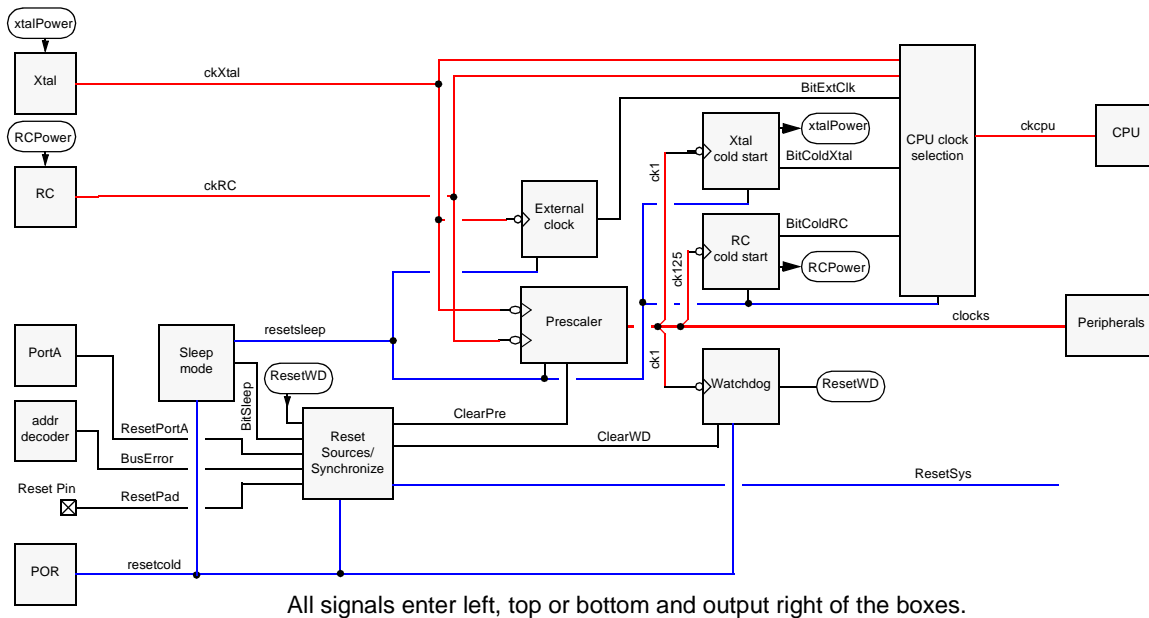 xtalPower
Xtal
ckXtal
RCPower
RC
ckRC
BitExtClk
Xtal
cold start
xtalPower
BitColdXtal
CPU clock
selection
ckcpu
CPU
ck1
External
clock
RC
cold start
BitColdRC
RCPower
ck125
Prescaler
clocks
Peripherals
PortA
Sleep
mode
resetsleep
BitSleep
ResetWD
ck1
Watchdog
ResetWD
addr
decoder
ResetPortA
BusError
Reset
Sources/
Synchronize
ClearPre
ClearWD
ResetSys
Reset Pin
ResetPad
POR
resetcold
All signals enter left, top or bottom and output right of the boxes.